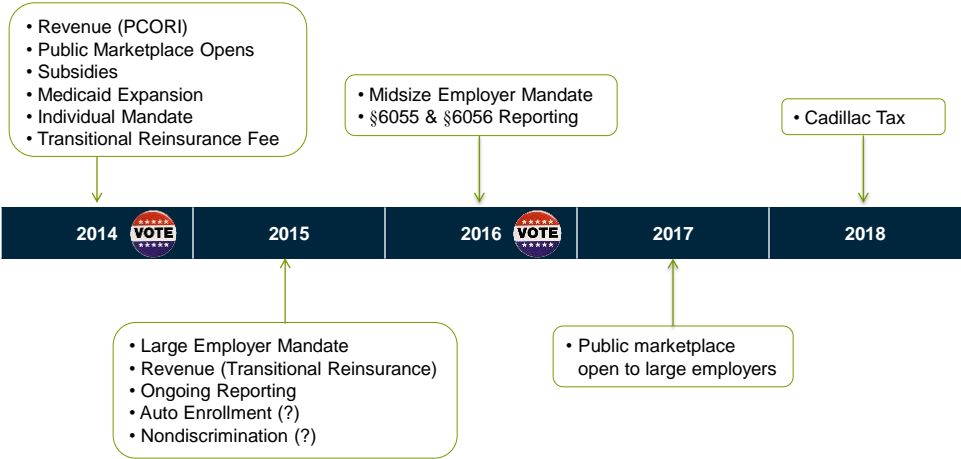 • Revenue (PCORI)
• Public Marketplace Opens
• Subsidies
• Medicaid Expansion
• Individual Mandate
• Transitional Reinsurance Fee
• Midsize Employer Mandate
• §6055 & §6056 Reporting
• Cadillac Tax
2014 VOTE 2015 2016 VOTE 2017 2018
• Large Employer Mandate
• Revenue (Transitional Reinsurance)
• Ongoing Reporting
• Auto Enrollment (?)
• Nondiscrimination (?)
• Public marketplace
open to large employers